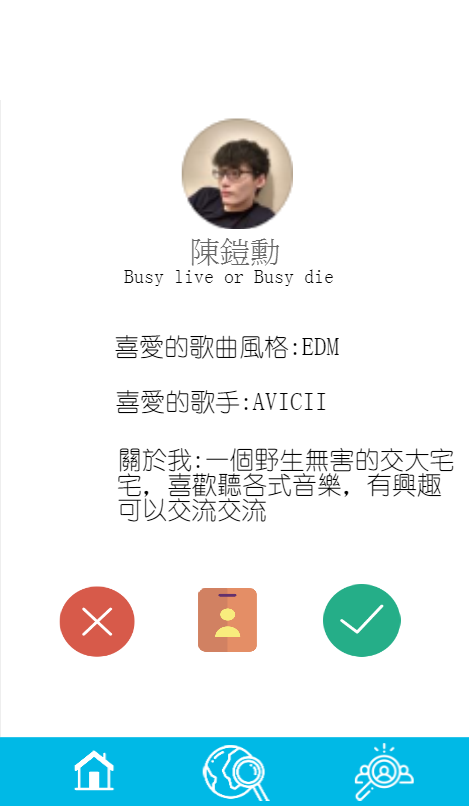 陳鎧勳
Busy live or Busy die
喜愛的歌曲風格:EDM
喜愛的歌手:AVICII
關於我:一個野生無害的交大宅
宅, 喜歡聽各式音樂, 有興趣
可以交流交流